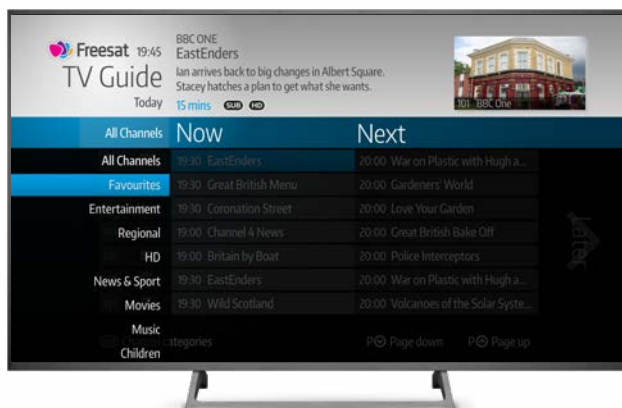 freesat 19:45
TV Guide
Today
BBC ONE
EastEnders
Ian arrives back to big changes in Albert Square.
Stacey hatches a plan to get what she wants.
15 mins SUB HD
101 BBC One
All Channels Now Next
All Channels 19:30 EastEnders 20:00 War on Plastic with Hugh a...
Favourites 19:30 Great British Menu 20:00 Gardeners' World
Entertainment 19:30 Coronation Street 20:00 Love Your Garden
Regional 19:00 Channel 4 News 20:00 Great British Bake Off
HD 19:00 Britain by Boat 20:00 Police Interceptors
News & Sport 19:30 EastEnders 20:00 War on Plastic with Hugh a...
Movies 19:30 Wild Scotland 20:00 Volcanoes of the Solar Syste...
Later
Music
Channel categories P Page down P Page up
Children